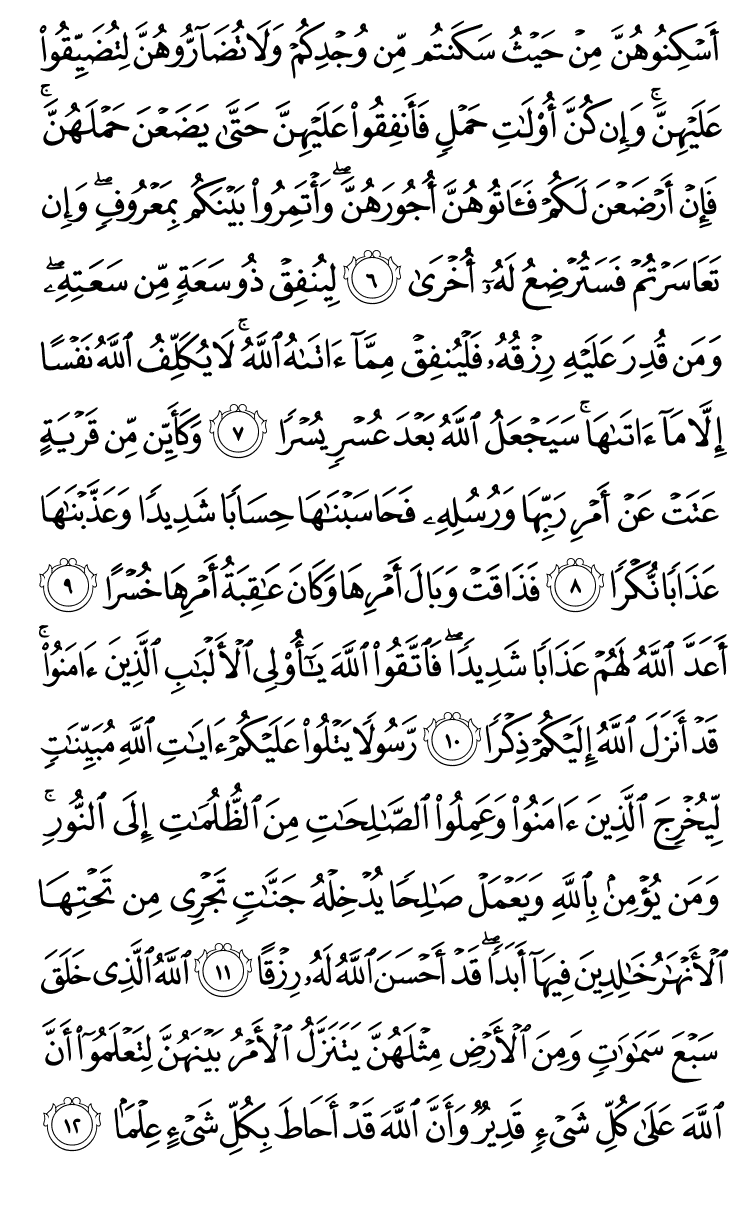 أَسْكِنُوهُنَّ مِنْ حَيْثُ سَكَنتُم مِّن وُجْدِكُمْ وَلَا تُضَآرُّوهُنَّ لِتُضَيِّقُوا۟
عَلَيْهِنَّ ۚ وَإِن كُنَّ أُو۟لَٰتِ حَمْلٍ فَأَنفِقُوا۟ عَلَيْهِنَّ حَتَّىٰ يَضَعْنَ حَمْلَهُنَّ ۚ
فَإِنْ أَرْضَعْنَ لَكُمْ فَـَٔاتُوهُنَّ أُجُورَهُنَّ ۖ وَأْتَمِرُوا۟ بَيْنَكُم بِمَعْرُوفٍ ۖ وَإِن
تَعَاسَرْتُمْ فَسَتُرْضِعُ لَهُۥٓ أُخْرَىٰ ٦ لِيُنفِقْ ذُو سَعَةٍ مِّن سَعَتِهِۦ ۖ
وَمَن قُدِرَ عَلَيْهِ رِزْقُهُۥ فَلْيُنفِقْ مِمَّآ ءَاتَىٰهُ ٱللَّهُ ۚ لَا يُكَلِّفُ ٱللَّهُ نَفْسًا
إِلَّا مَآ ءَاتَىٰهَا ۚ سَيَجْعَلُ ٱللَّهُ بَعْدَ عُسْرٍ يُسْرًا ٧ وَكَأَيِّن مِّن قَرْيَةٍ
عَتَتْ عَنْ أَمْرِ رَبِّهَا وَرُسُلِهِۦ فَحَاسَبْنَٰهَا حِسَابًا شَدِيدًا وَعَذَّبْنَٰهَا
عَذَابًا نُّكْرًا ٨ فَذَاقَتْ وَبَالَ أَمْرِهَا وَكَانَ عَٰقِبَةُ أَمْرِهَا خُسْرًا ٩
أَعَدَّ ٱللَّهُ لَهُمْ عَذَابًا شَدِيدًا ۖ فَٱتَّقُوا۟ ٱللَّهَ يَٰٓأُو۟لِى ٱلْأَلْبَٰبِ ٱلَّذِينَ ءَامَنُوا۟ ۚ
قَدْ أَنزَلَ ٱللَّهُ إِلَيْكُمْ ذِكْرًا ١٠ رَّسُولًا يَتْلُوا۟ عَلَيْكُمْ ءَايَٰتِ ٱللَّهِ مُبَيِّنَٰتٍ
لِّيُخْرِجَ ٱلَّذِينَ ءَامَنُوا۟ وَعَمِلُوا۟ ٱلصَّٰلِحَٰتِ مِنَ ٱلظُّلُمَٰتِ إِلَى ٱلنُّورِ ۚ
وَمَن يُؤْمِنۢ بِٱللَّهِ وَيَعْمَلْ صَٰلِحًا يُدْخِلْهُ جَنَّٰتٍ تَجْرِى مِن تَحْتِهَا
ٱلْأَنْهَٰرُ خَٰلِدِينَ فِيهَآ أَبَدًا ۖ قَدْ أَحْسَنَ ٱللَّهُ لَهُۥ رِزْقًا ١١ ٱللَّهُ ٱلَّذِى خَلَقَ
سَبْعَ سَمَٰوَٰتٍ وَمِنَ ٱلْأَرْضِ مِثْلَهُنَّ يَتَنَزَّلُ ٱلْأَمْرُ بَيْنَهُنَّ لِتَعْلَمُوٓا۟ أَنَّ
ٱللَّهَ عَلَىٰ كُلِّ شَىْءٍ قَدِيرٌ وَأَنَّ ٱللَّهَ قَدْ أَحَاطَ بِكُلِّ شَىْءٍ عِلْمًۢا ١٢